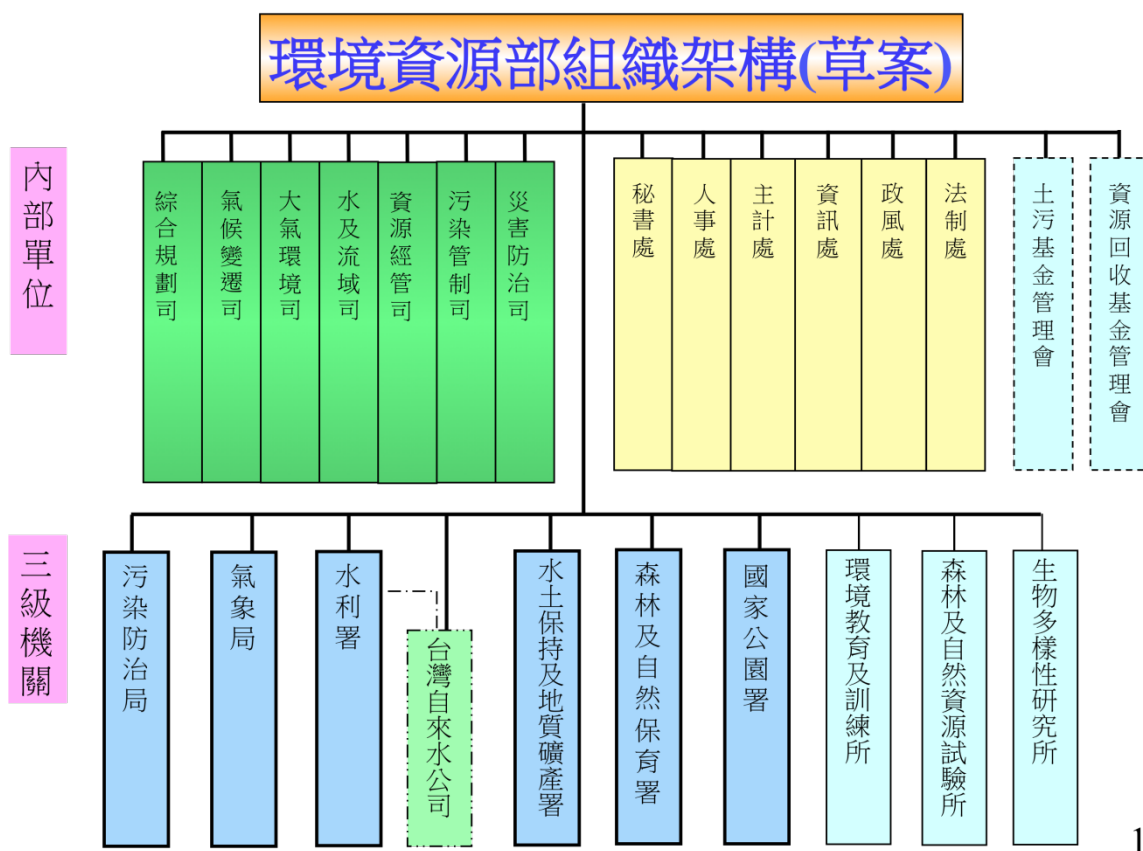 環境資源部組織架構(草案)
內部單位
綜合規劃司
氣候變遷司
大氣環境司
水及流域司
資源經管司
污染管制司
災害防治司
秘書處
人事處
主計處
資訊處
政風處
法制處
土污基金管理會
資源回收基金管理會
三級機關
污染防治局
氣象局
水利署
台灣自來水公司
水土保持及地質礦產署
森林及自然保育署
國家公園署
環境教育及訓練所
森林及自然資源試驗所
生物多樣性研究所
1